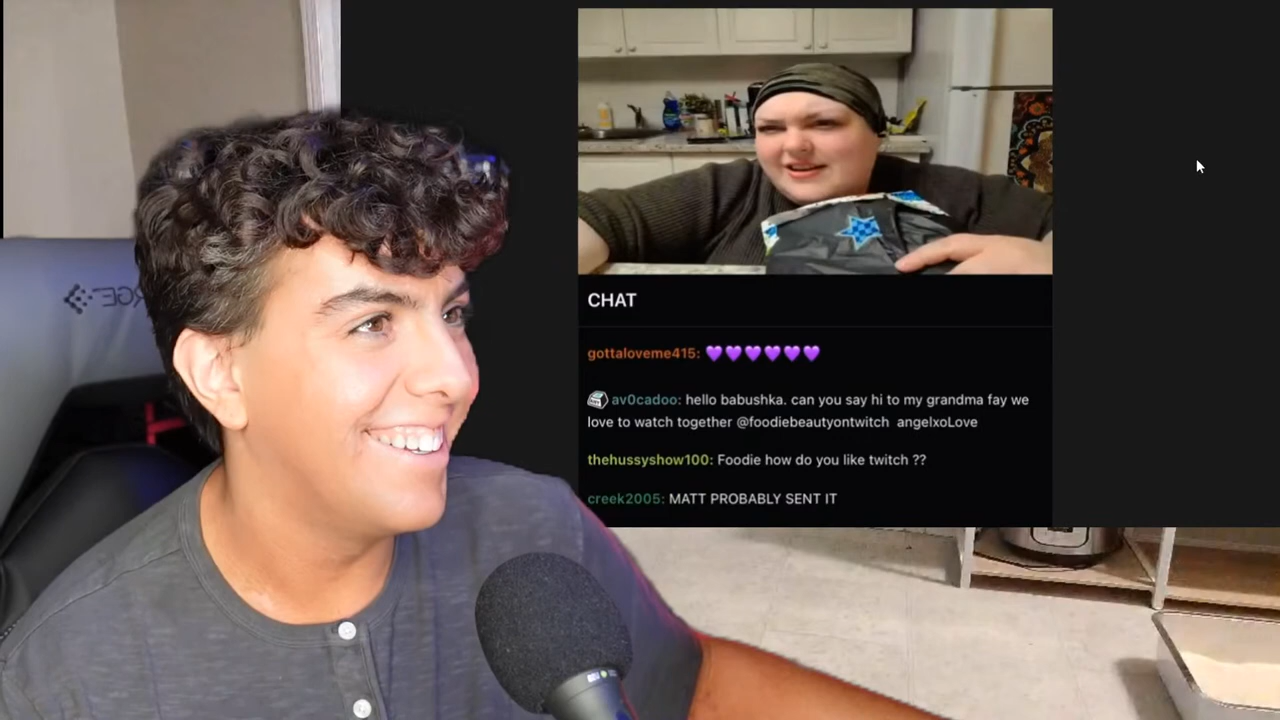 CHAT
gottaloveme415: 💜💜💜💜💜💜
av0cadoo: hello babushka. can you say hi to my grandma fay we
love to watch together @foodiebeautyontwitch angelxoLove
thehussyshow100: Foodie how do you like twitch ??
creek2005: MATT PROBABLY SENT IT